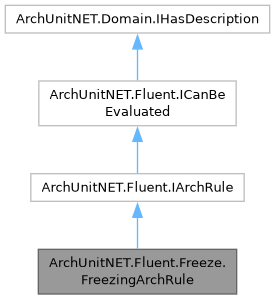 ArchUnitNET.Domain.IHasDescription
ArchUnitNET.Fluent.ICanBe
Evaluated
ArchUnitNET.Fluent.IArchRule
ArchUnitNET.Fluent.Freeze.
FreezingArchRule